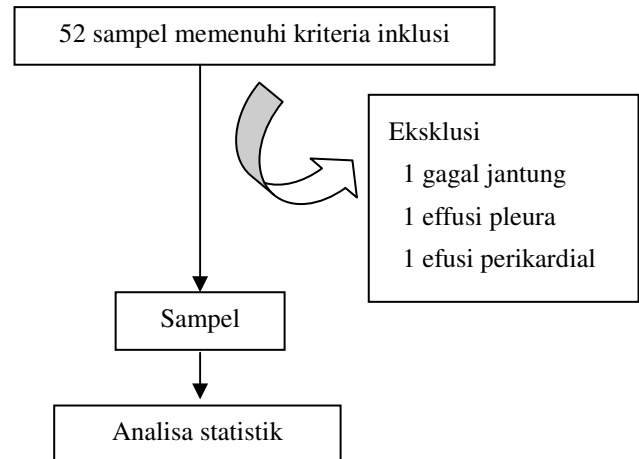 52 sampel memenuhi kriteria inklusi
Eksklusi
1 gagal jantung
1 effusi pleura
1 efusi perikardial
Sampel
Analisa statistik